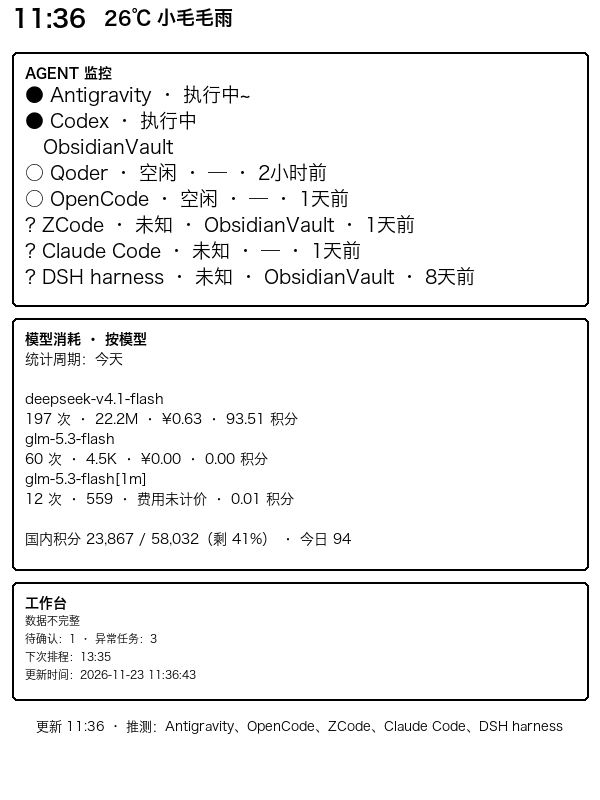 11:36 26℃ 小毛毛雨
AGENT 监控
● Antigravity · 执行中~
● Codex · 执行中
ObsidianVault
○ Qoder · 空闲 · — · 2小时前
○ OpenCode · 空闲 · — · 1天前
? ZCode · 未知 · ObsidianVault · 1天前
? Claude Code · 未知 · — · 1天前
? DSH harness · 未知 · ObsidianVault · 8天前
模型消耗 · 按模型
统计周期: 今天
deepseek-v4.1-flash
197 次 · 22.2M · ¥0.63 · 93.51 积分
glm-5.3-flash
60 次 · 4.5K · ¥0.00 · 0.00 积分
glm-5.3-flash[1m]
12 次 · 559 · 费用未计价 · 0.01 积分
国内积分 23,867 / 58,032（剩 41%） · 今日 94
工作台
数据不完整
待确认: 1 · 异常任务: 3
下次排程: 13:35
更新时间: 2026-11-23 11:36:43
更新 11:36 · 推测: Antigravity、OpenCode、ZCode、Claude Code、DSH harness